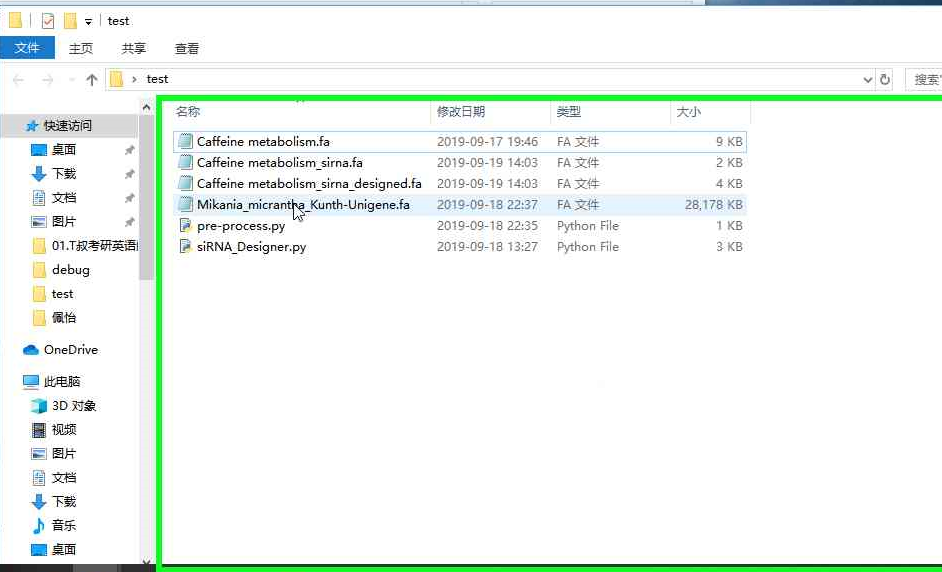 test
文件 主页 共享 查看
test
搜索"
名称 修改日期 类型 大小
快速访问
桌面
下载
文档
图片
01.T叔考研英语
debug
test
佩怡
OneDrive
此电脑
3D 对象
视频
图片
文档
下载
音乐
桌面
Caffeine metabolism.fa 2019-09-17 19:46 FA 文件 9 KB
Caffeine metabolism_sirna.fa 2019-09-19 14:03 FA 文件 2 KB
Caffeine metabolism_sirna_designed.fa 2019-09-19 14:03 FA 文件 4 KB
Mikania_micrantha_Kunth-Unigene.fa 2019-09-18 22:37 FA 文件 28,178 KB
pre-process.py 2019-09-18 22:35 Python File 1 KB
siRNA_Designer.py 2019-09-18 13:27 Python File 3 KB